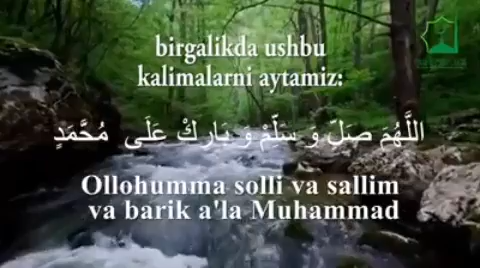 birgalikda ushbu
kalimalarni aytamiz:
اللَّهُمَ صَلِّ وَ سَلِّمْ وَ بَارِكْ عَلَى مُحَّمَدٍ
Ollohumma solli va sallim
va barik a'la Muhammad